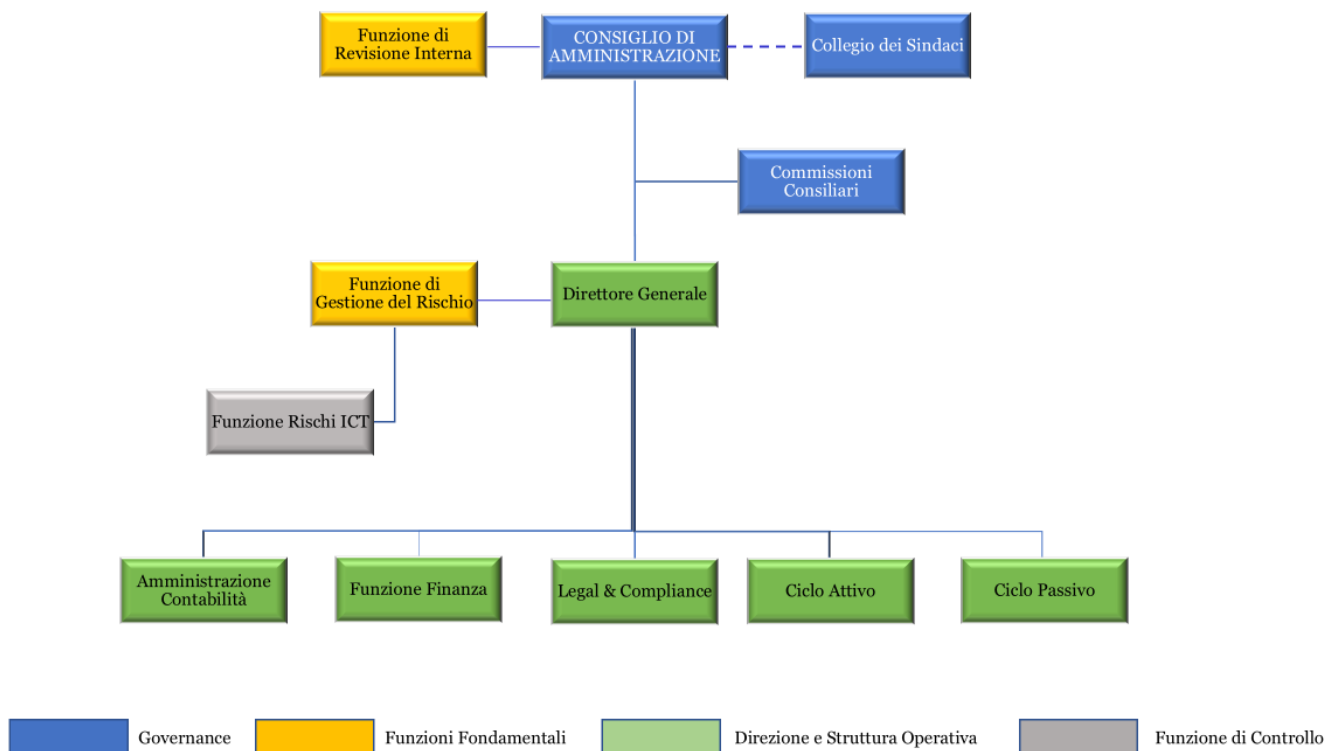 Funzione di
Revisione Interna
CONSIGLIO DI
AMMINISTRAZIONE
Collegio dei Sindaci
Commissioni
Consiliari
Funzione di
Gestione del Rischio
Direttore Generale
Funzione Rischi ICT
Amministrazione
Contabilità
Funzione Finanza
Legal & Compliance
Ciclo Attivo
Ciclo Passivo
Governance
Funzioni Fondamentali
Direzione e Struttura Operativa
Funzione di Controllo